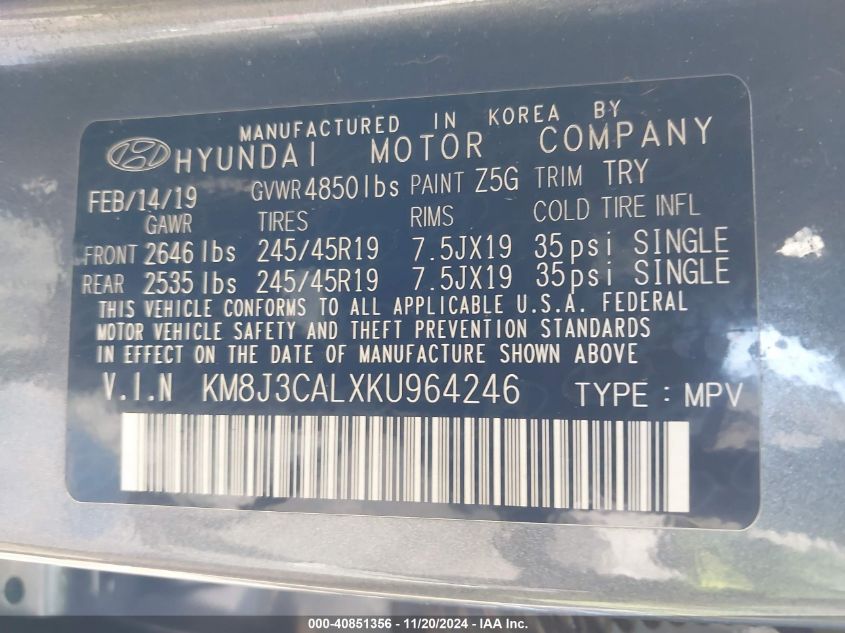 MANUFACTURED IN KOREA BY
HYUNDAI MOTOR COMPANY
FEB/14/19 GVWR 4850lbs PAINT Z5G TRIM TRY
GAWR TIRES RIMS COLD TIRE INFL
FRONT 2646 lbs 245/45R19 7.5JX19 35psi SINGLE
REAR 2535 lbs 245/45R19 7.5JX19 35psi SINGLE
THIS VEHICLE CONFORMS TO ALL APPLICABLE U.S.A. FEDERAL
MOTOR VEHICLE SAFETY AND THEFT PREVENTION STANDARDS
IN EFFECT ON THE DATE OF MANUFACTURE SHOWN ABOVE
V.I.N KM8J3CALXKU964246 TYPE : MPV
000-40851356 — 11/20/2024 — IAA Inc.